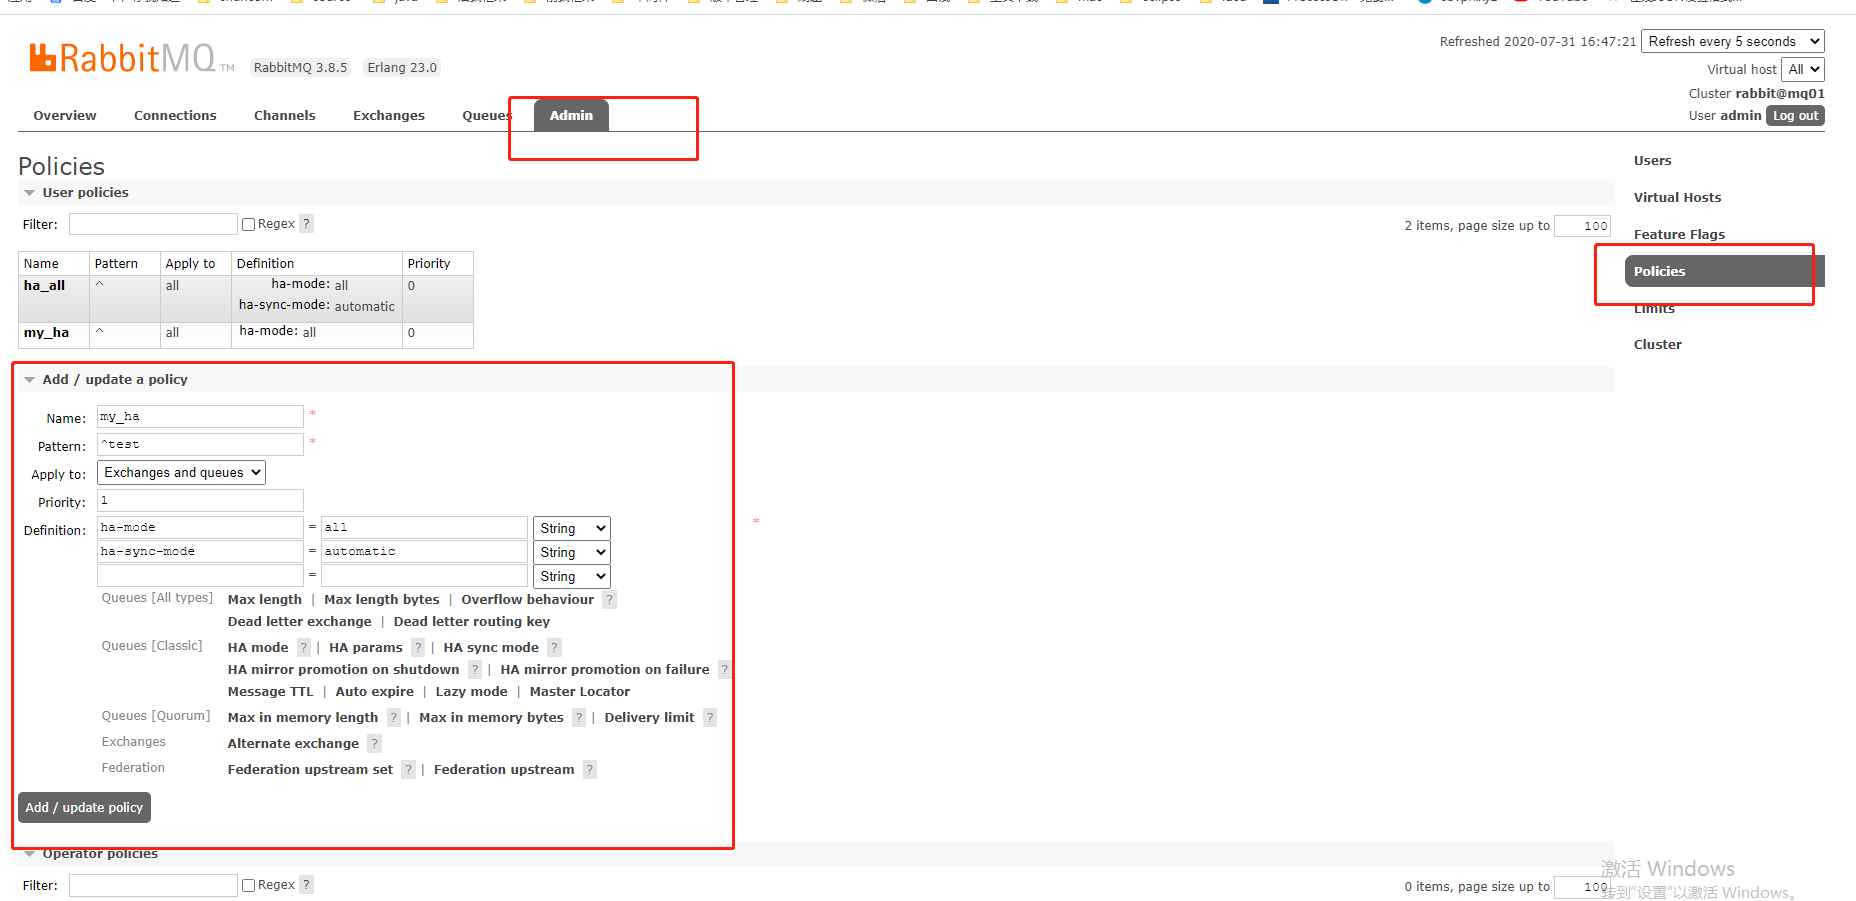 RabbitMQ TM RabbitMQ 3.8.5 Erlang 23.0
Refreshed 2020-07-31 16:47:21 Refresh every 5 seconds
Virtual host All
Cluster rabbit@mq01
User admin Log out
Overview Connections Channels Exchanges Queues Admin
Policies
User policies
Filter: Regex ?
2 items, page size up to 100
Name Pattern Apply to Definition Priority
ha_all ^ all ha-mode: all 0
ha-sync-mode: automatic
my_ha ^ all ha-mode: all 0
Add / update a policy
Name: my_ha *
Pattern: ^test *
Apply to: Exchanges and queues
Priority: 1
Definition: ha-mode = all String *
ha-sync-mode = automatic String
= String
Queues [All types] Max length | Max length bytes | Overflow behaviour ?
Dead letter exchange | Dead letter routing key
Queues [Classic] HA mode ? | HA params ? | HA sync mode ?
HA mirror promotion on shutdown ? | HA mirror promotion on failure ?
Message TTL | Auto expire | Lazy mode | Master Locator
Queues [Quorum] Max in memory length ? | Max in memory bytes ? | Delivery limit ?
Exchanges Alternate exchange ?
Federation Federation upstream set ? | Federation upstream ?
Add / update policy
Operator policies
Filter: Regex ?
0 items, page size up to 100
Users
Virtual Hosts
Feature Flags
Policies
Limits
Cluster
激活 Windows
转到“设置”以激活 Windows。